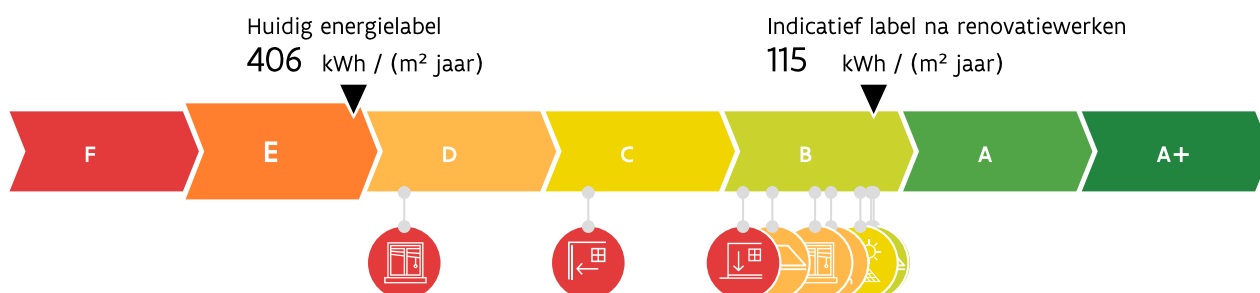 Huidig energielabel
406 kWh / (m² jaar)
Indicatief label na renovatiewerken
115 kWh / (m² jaar)
F E D C B A A+